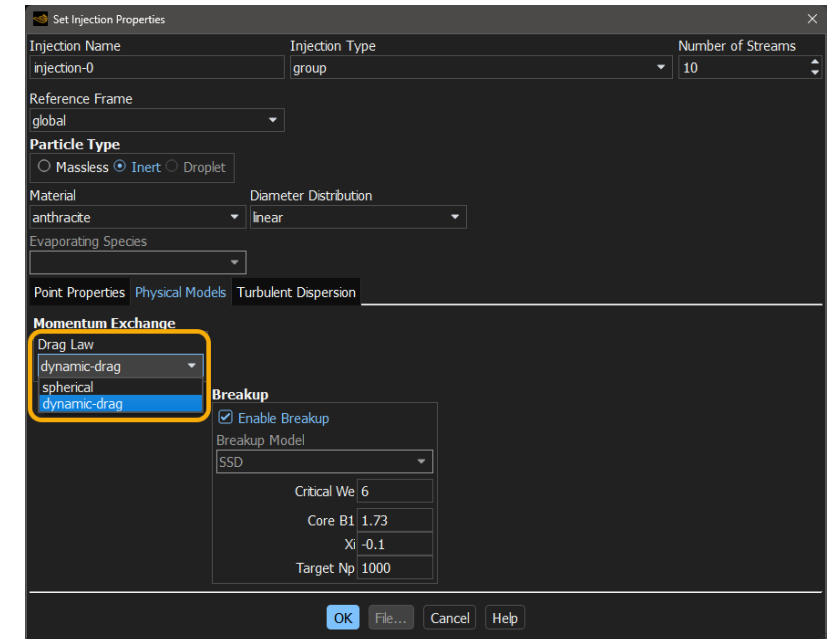 Set Injection Properties
Injection Name
Injection Type
Number of Streams
injection-0
group
10
Reference Frame
global
Particle Type
Massless Inert Droplet
Material
Diameter Distribution
anthracite
linear
Evaporating Species
Point Properties Physical Models Turbulent Dispersion
Momentum Exchange
Drag Law
dynamic-drag
spherical
dynamic-drag
Breakup
Enable Breakup
Breakup Model
SSD
Critical We 6
Core B1 1.73
Xi -0.1
Target Np 1000
OK File... Cancel Help